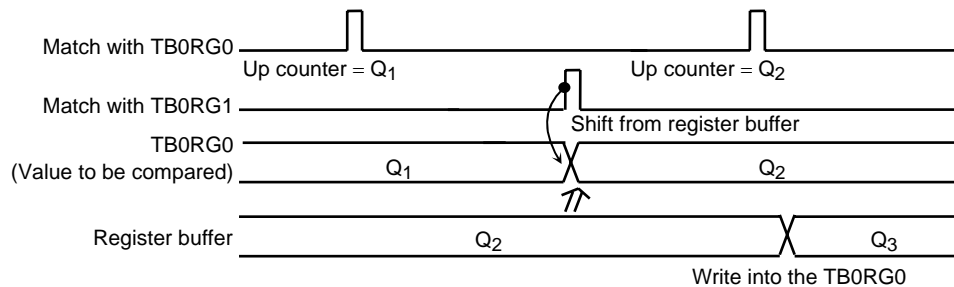 Match with TB0RG0
Up counter = Q1
Up counter = Q2
Match with TB0RG1
Shift from register buffer
TB0RG0
(Value to be compared)
Q1
Q2
Register buffer
Q2
Q3
Write into the TB0RG0